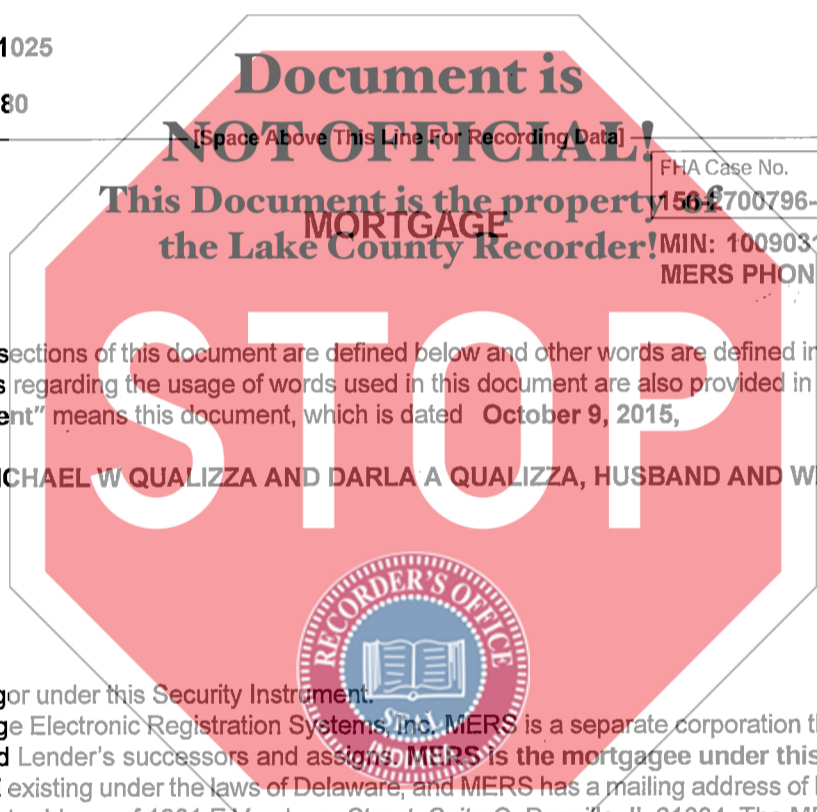 1025
80
Document is
NOT OFFICIAL!
[Space Above This Line For Recording Data]
This Document is the property of
the Lake County Recorder!
FHA Case No.
MORTGAGE
MIN: 100903
MERS PHON
STOP
sections of this document are defined below and other words are defined in
s regarding the usage of words used in this document are also provided in
ent” means this document, which is dated October 9, 2015,
CHAEL W QUALIZZA AND DARLA A QUALIZZA, HUSBAND AND W
RECORDER'S OFFICE
SEAL
gor under this Security Instrument.
ge Electronic Registration Systems, Inc. MERS is a separate corporation t
d Lender's successors and assigns. MERS is the mortgagee under this
existing under the laws of Delaware, and MERS has a mailing address of